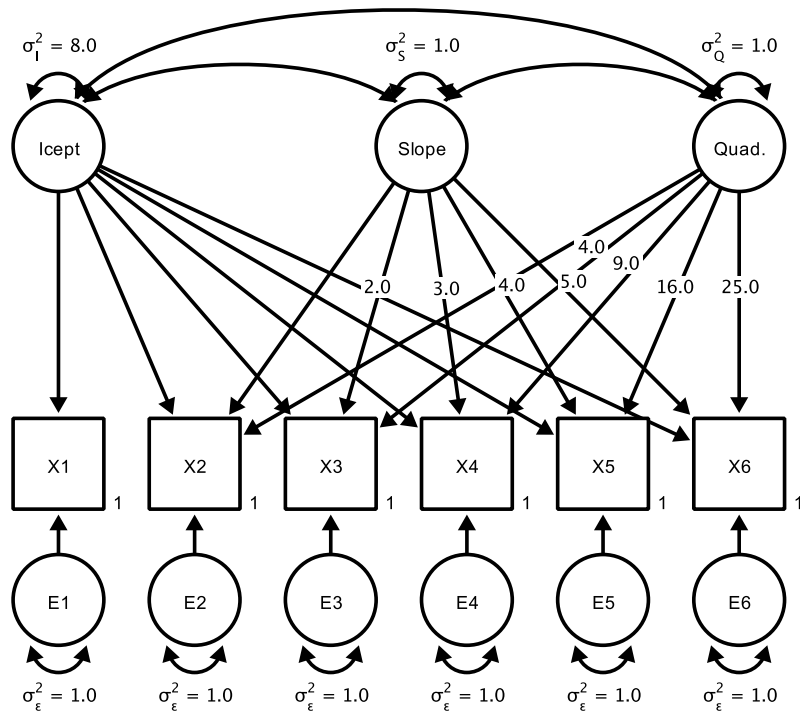 σ²I = 8.0
σ²S = 1.0
σ²Q = 1.0
Icept
Slope
Quad.
4.0
9.0
2.0
3.0
4.0
5.0
16.0
25.0
X1
X2
X3
X4
X5
X6
1
1
1
1
1
1
E1
E2
E3
E4
E5
E6
σ²ε = 1.0
σ²ε = 1.0
σ²ε = 1.0
σ²ε = 1.0
σ²ε = 1.0
σ²ε = 1.0